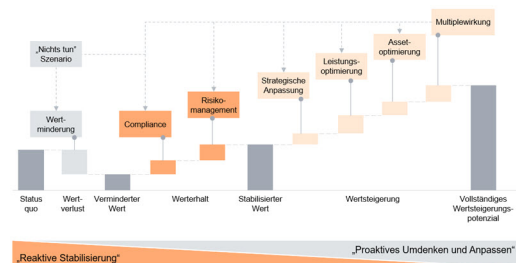 Multiplewirkung
Asset-
optimierung
„Nichts tun"
Szenario
Leistungs-
optimierung
Strategische
Anpassung
Risiko-
management
Wert-
minderung
Compliance
Status
quo
Wert-
verlust
Verminderter
Wert
Werterhalt
Stabilisierter
Wert
Wertsteigerung
Vollständiges
Wertsteigerungs-
potenzial
„Proaktives Umdenken und Anpassen"
„Reaktive Stabilisierung"